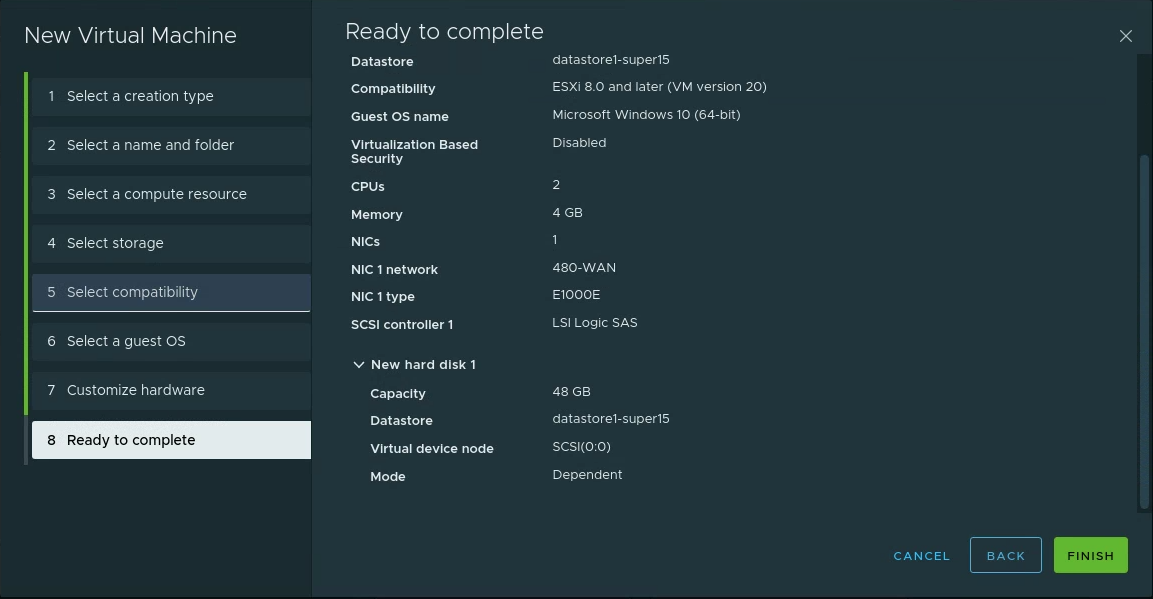 New Virtual Machine
1 Select a creation type
2 Select a name and folder
3 Select a compute resource
4 Select storage
5 Select compatibility
6 Select a guest OS
7 Customize hardware
8 Ready to complete
Ready to complete
Datastore datastore1-super15
Compatibility ESXi 8.0 and later (VM version 20)
Guest OS name Microsoft Windows 10 (64-bit)
Virtualization Based Disabled
Security
CPUs 2
Memory 4 GB
NICs 1
NIC 1 network 480-WAN
NIC 1 type E1000E
SCSI controller 1 LSI Logic SAS
New hard disk 1
Capacity 48 GB
Datastore datastore1-super15
Virtual device node SCSI(0:0)
Mode Dependent
CANCEL BACK FINISH